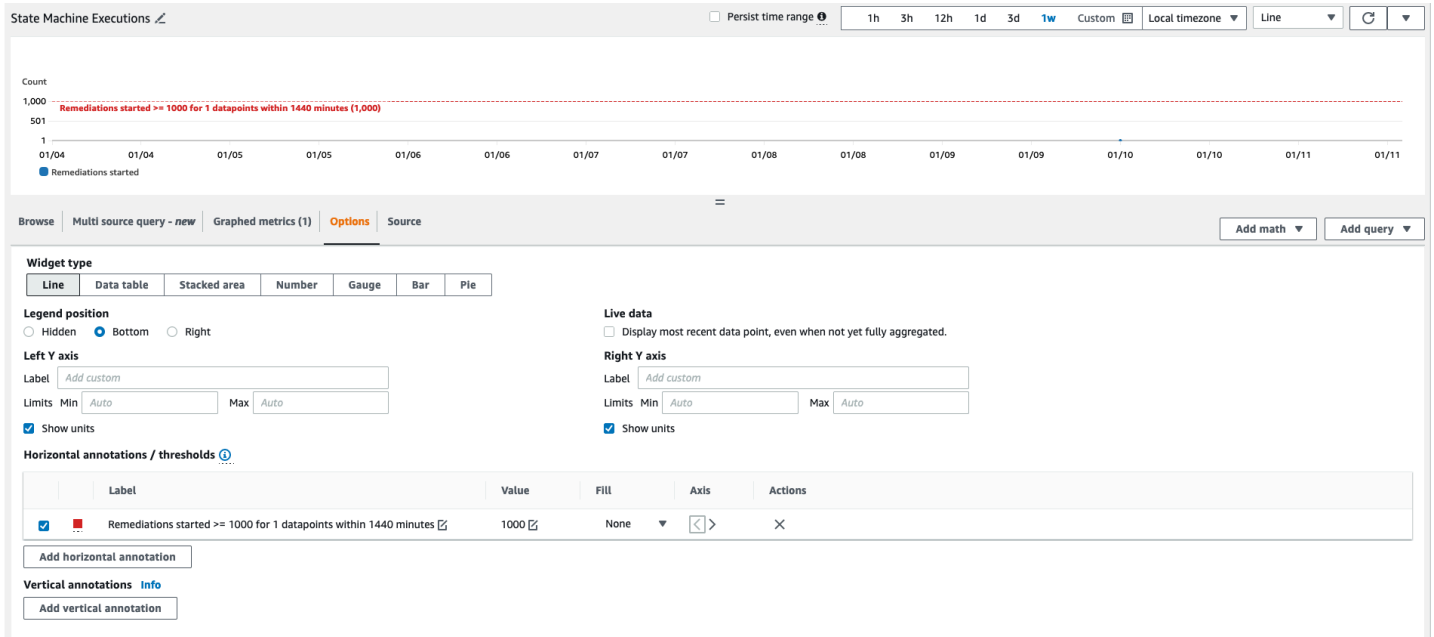 State Machine Executions
Persist time range 1h 3h 12h 1d 3d 1w Custom Local timezone Line
Count
1,000
Remediations started >= 1000 for 1 datapoints within 1440 minutes (1,000)
501
1
01/04 01/04 01/05 01/05 01/06 01/06 01/07 01/07 01/08 01/08 01/09 01/09 01/10 01/10 01/11 01/11
Remediations started
Browse Multi source query - new Graphed metrics (1) Options Source
Add math Add query
Widget type
Line Data table Stacked area Number Gauge Bar Pie
Legend position Live data
Hidden Bottom Right Display most recent data point, even when not yet fully aggregated.
Left Y axis Right Y axis
Label Add custom Label Add custom
Limits Min Auto Max Auto Limits Min Auto Max Auto
Show units Show units
Horizontal annotations / thresholds
Label Value Fill Axis Actions
Remediations started >= 1000 for 1 datapoints within 1440 minutes 1000 None
Add horizontal annotation
Vertical annotations Info
Add vertical annotation